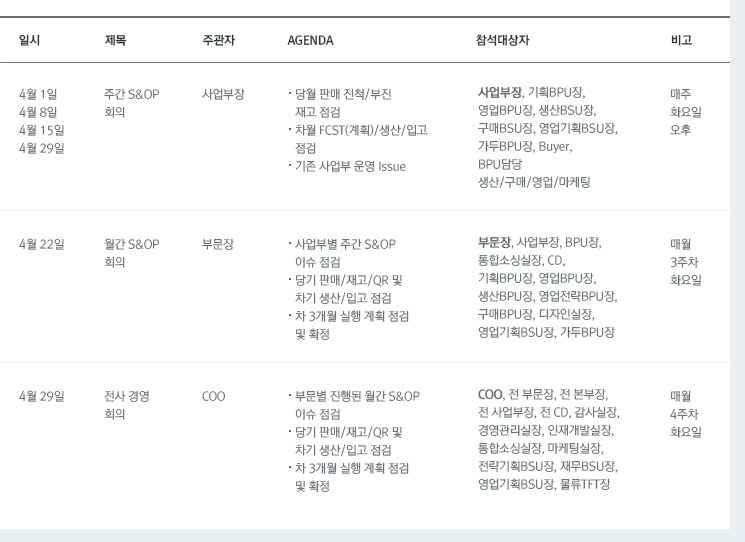 일시 제목 주관자 AGENDA 참석대상자 비고
4월 1일
4월 8일
4월 15일
4월 29일
주간 S&OP
회의
사업부장
· 당월 판매 진척/부진
재고 점검
· 차월 FCST(계획)/생산/입고
점검
· 기존 사업부 운영 Issue
사업부장, 기획BPU장,
영업BPU장, 생산BSU장,
구매BSU장, 영업기획BSU장,
가두BPU장, Buyer,
BPU담당
생산/구매/영업/마케팅
매주
화요일
오후
4월 22일
월간 S&OP
회의
부문장
· 사업부별 주간 S&OP
이슈 점검
· 당기 판매/재고/QR 및
차기 생산/입고 점검
· 차 3개월 실행 계획 점검
및 확정
부문장, 사업부장, BPU장,
통합소싱실장, CD,
기획BPU장, 영업BPU장,
생산BPU장, 영업전략BPU장,
구매BPU장, 디자인실장,
영업기획BSU장, 가두BPU장
매월
3주차
화요일
4월 29일
전사 경영
회의
COO
· 부문별 진행된 월간 S&OP
이슈 점검
· 당기 판매/재고/QR 및
차기 생산/입고 점검
· 차 3개월 실행 계획 점검
및 확정
COO, 전 부문장, 전 본부장,
전 사업부장, 전 CD, 감사실장,
경영관리실장, 인재개발실장,
통합소싱실장, 마케팅실장,
전략기획BSU장, 재무BSU장,
영업기획BSU장, 물류TFT장
매월
4주차
화요일